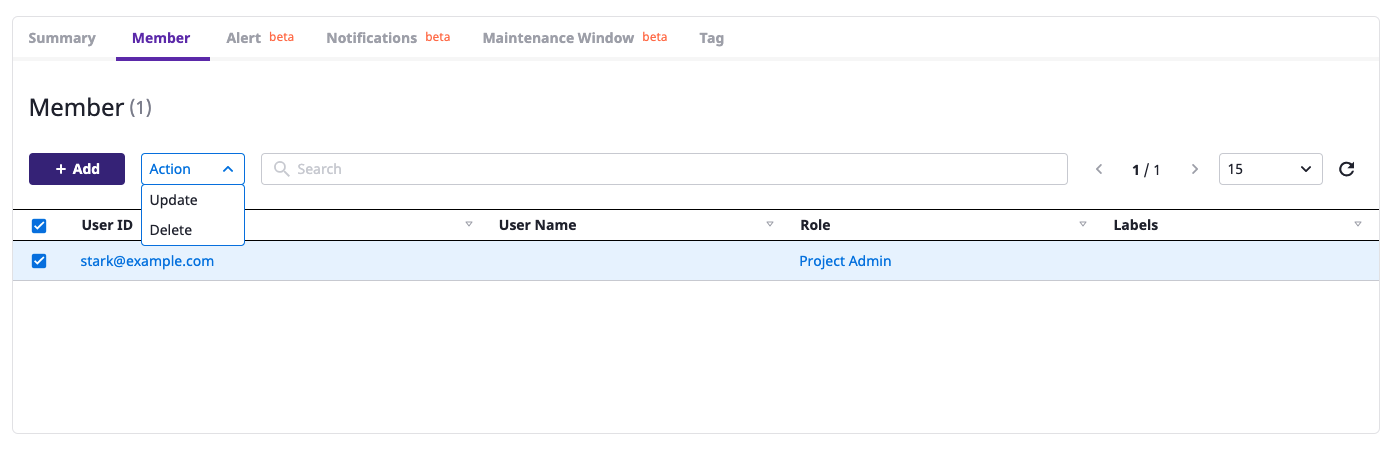 Summary Member Alert beta Notifications beta Maintenance Window beta Tag
Member (1)
+ Add Action Search 1 / 1 15
Update
Delete
User ID User Name Role Labels
stark@example.com Project Admin